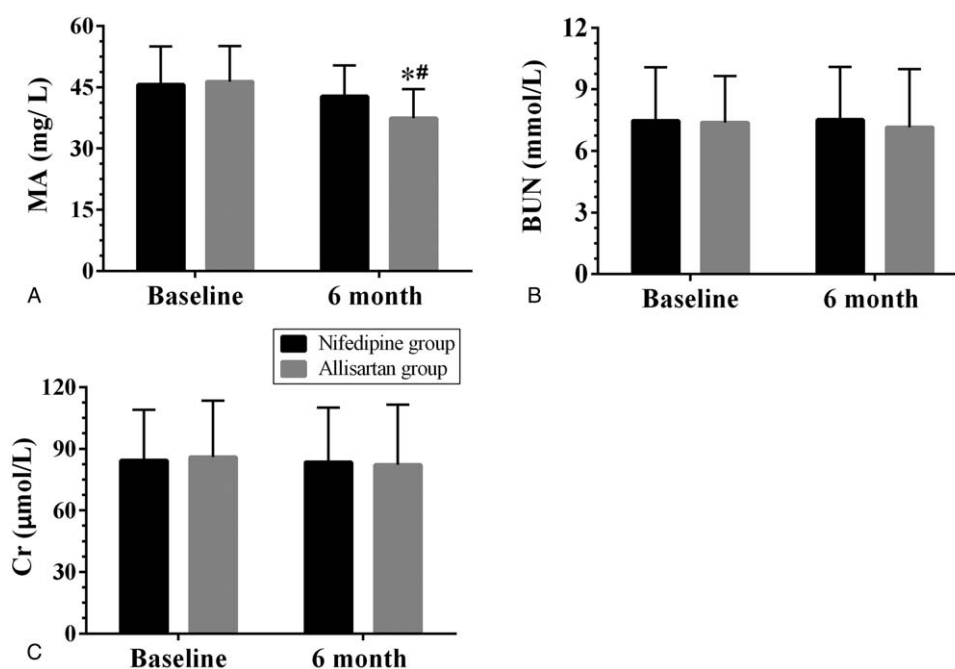 60
45
30
15
0
MA (mg/ L)
*#
Baseline
6 month
A
12
9
6
3
0
BUN (mmol/L)
Baseline
6 month
B
Nifedipine group
Allisartan group
120
90
60
30
0
Cr (μmol/L)
Baseline
6 month
C